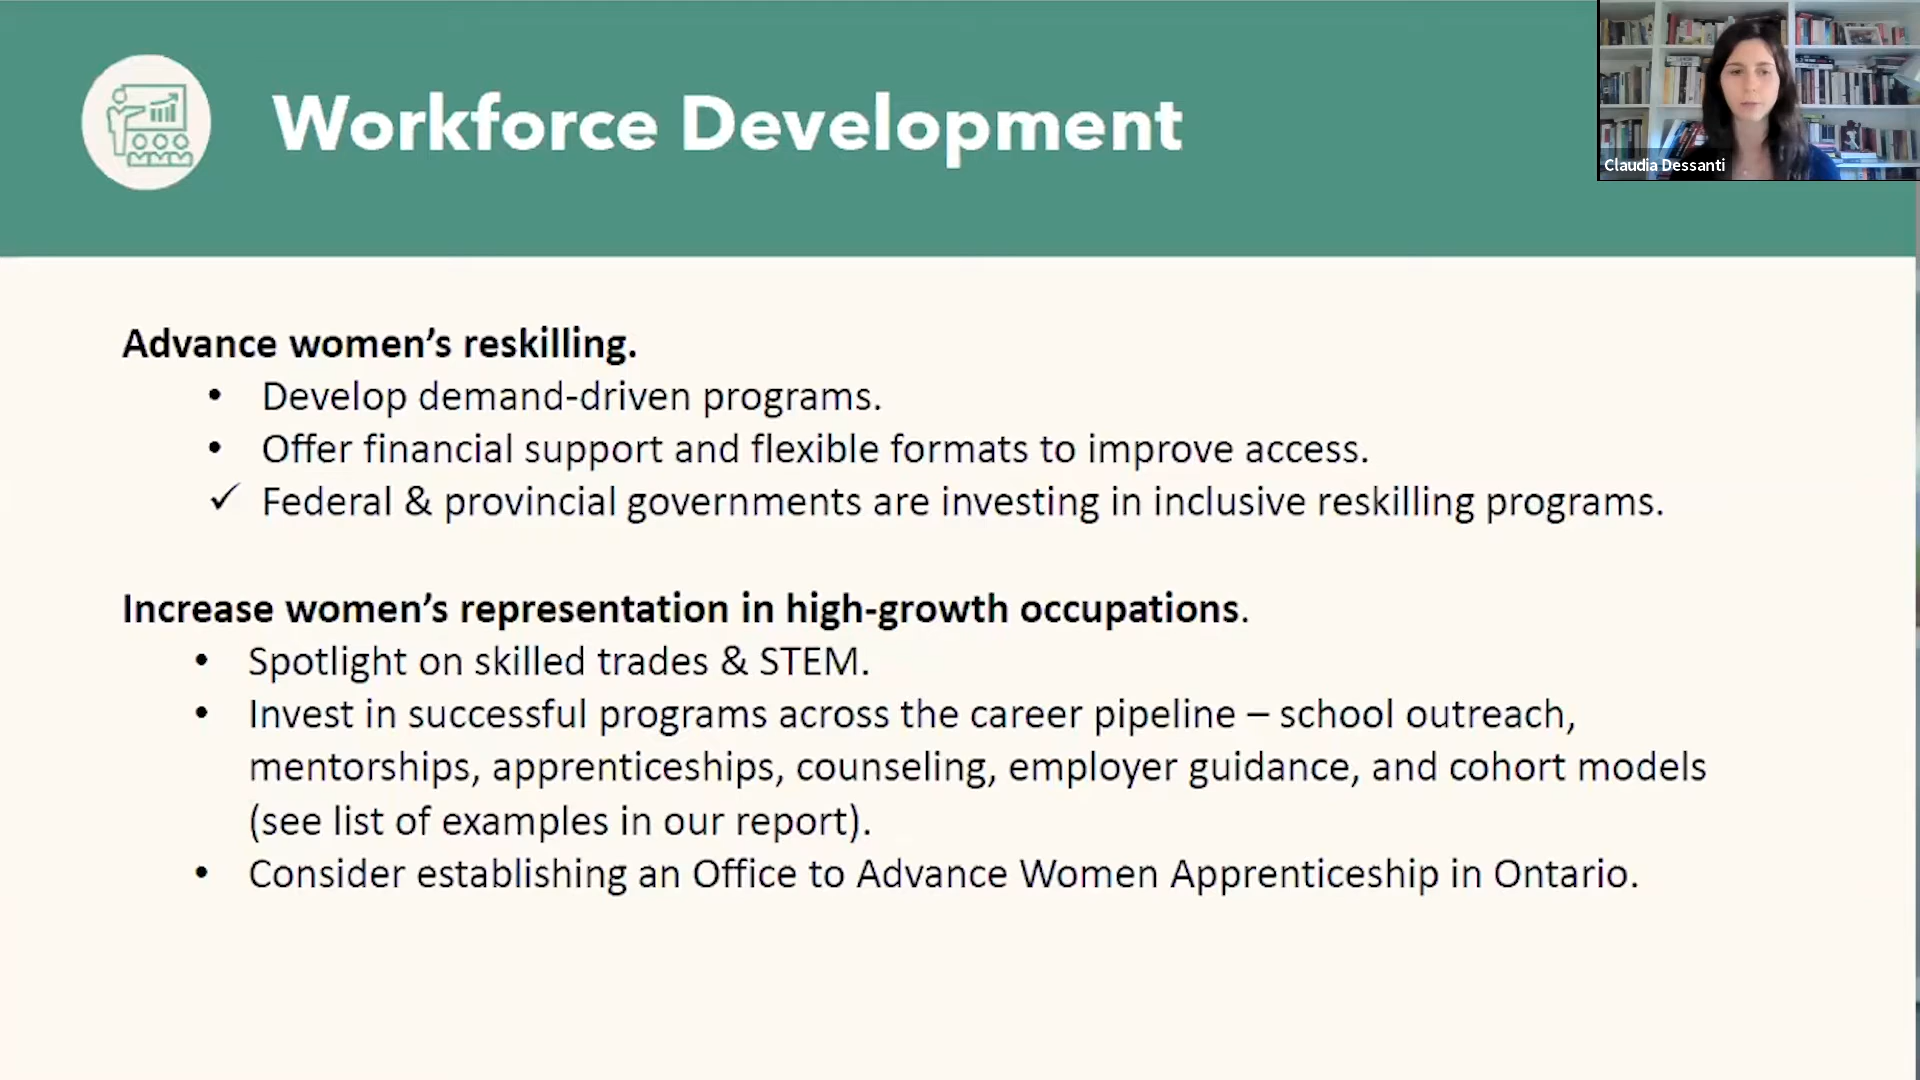 Workforce Development
Claudia Dessanti
Advance women’s reskilling.
• Develop demand-driven programs.
• Offer financial support and flexible formats to improve access.
✓ Federal & provincial governments are investing in inclusive reskilling programs.
Increase women’s representation in high-growth occupations.
• Spotlight on skilled trades & STEM.
• Invest in successful programs across the career pipeline – school outreach,
mentorships, apprenticeships, counseling, employer guidance, and cohort models
(see list of examples in our report).
• Consider establishing an Office to Advance Women Apprenticeship in Ontario.